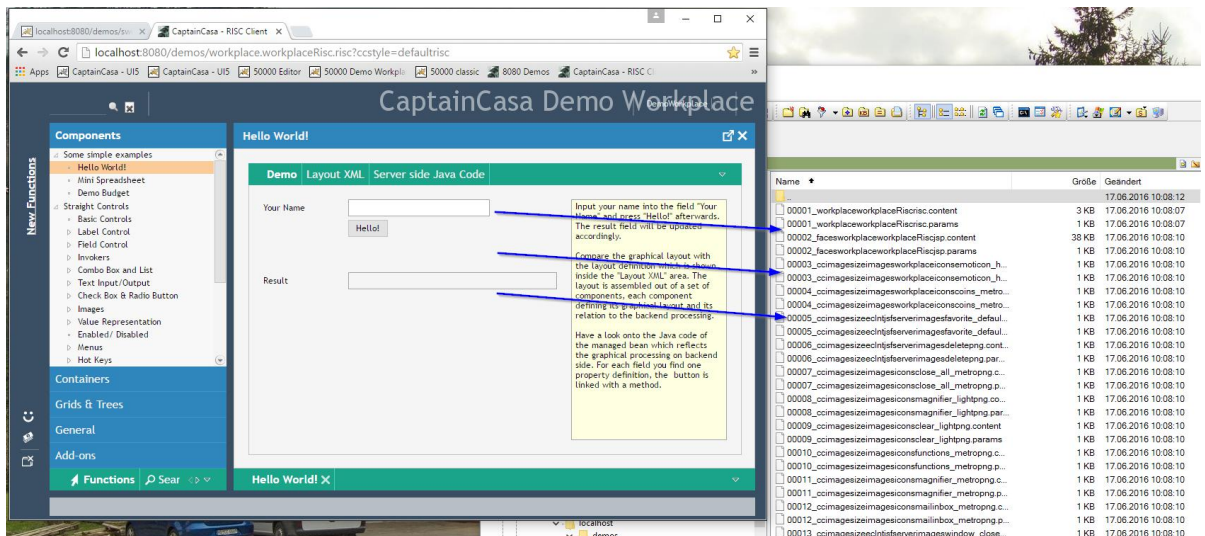 localhost:8080/demos/sw
CaptainCasa - RISC Client
localhost:8080/demos/workplace.workplaceRisc.risc?ccstyle=defaultrisc
Apps CaptainCasa - UI5 CaptainCasa - UI5 50000 Editor 50000 Demo Workpl 50000 classic 8080 Demos CaptainCasa - RISC Cl »
CaptainCasa Demo Workplace
New Functions
Components
Some simple examples
Hello World!
Mini Spreadsheet
Demo Budget
Straight Controls
Basic Controls
Label Control
Field Control
Invokers
Combo Box and List
Text Input/Output
Check Box & Radio Button
Images
Value Representation
Enabled/ Disabled
Menus
Hot Keys
Containers
Grids & Trees
General
Add-ons
Functions Sear
Hello World!
Demo Layout XML Server side Java Code
Your Name
Hello!
Result
Input your name into the field "Your
Name" and press "Hello!" afterwards.
The result field will be updated
accordingly.
Compare the graphical layout with
the layout definition which is shown
inside the "Layout XML" area. The
layout is assembled out of a set of
components, each component
defining its graphical layout and its
relation to the backend processing.
Have a look onto the Java code of
the managed bean which reflects
the graphical processing on backend
side. For each field you find one
property definition, the button is
linked with a method.
Hello World!
Name Größe Geändert
.. 17.06.2016 10:08:12
00001_workplaceworkplaceRiscrisc.content 3 KB 17.06.2016 10:08:07
00001_workplaceworkplaceRiscrisc.params 1 KB 17.06.2016 10:08:07
00002_facesworkplaceworkplaceRiscjsp.content 38 KB 17.06.2016 10:08:10
00002_facesworkplaceworkplaceRiscjsp.params 1 KB 17.06.2016 10:08:10
00003_ccimagesizeimagesworkplaceiconsemoticon_h... 1 KB 17.06.2016 10:08:10
00003_ccimagesizeimagesworkplaceiconsemoticon_h... 1 KB 17.06.2016 10:08:10
00004_ccimagesizeimagesworkplaceiconscoins_metro... 1 KB 17.06.2016 10:08:10
00004_ccimagesizeimagesworkplaceiconscoins_metro... 1 KB 17.06.2016 10:08:10
00005_ccimagesizeeclntjsfserverimagesfavorite_defaul... 1 KB 17.06.2016 10:08:10
00005_ccimagesizeeclntjsfserverimagesfavorite_defaul... 1 KB 17.06.2016 10:08:10
00006_ccimagesizeeclntjsfserverimagesdeletepng.cont... 1 KB 17.06.2016 10:08:10
00006_ccimagesizeeclntjsfserverimagesdeletepng.par... 1 KB 17.06.2016 10:08:10
00007_ccimagesizeimagesiconsclose_all_metropng.c... 1 KB 17.06.2016 10:08:10
00007_ccimagesizeimagesiconsclose_all_metropng.p... 1 KB 17.06.2016 10:08:10
00008_ccimagesizeimagesiconsmagnifier_lightpng.co... 1 KB 17.06.2016 10:08:10
00008_ccimagesizeimagesiconsmagnifier_lightpng.par... 1 KB 17.06.2016 10:08:10
00009_ccimagesizeimagesiconsclear_lightpng.content 1 KB 17.06.2016 10:08:10
00009_ccimagesizeimagesiconsclear_lightpng.params 1 KB 17.06.2016 10:08:10
00010_ccimagesizeimagesiconsfunctions_metropng.c... 1 KB 17.06.2016 10:08:10
00010_ccimagesizeimagesiconsfunctions_metropng.p... 1 KB 17.06.2016 10:08:10
00011_ccimagesizeimagesiconsmagnifier_metropng.c... 1 KB 17.06.2016 10:08:10
00011_ccimagesizeimagesiconsmagnifier_metropng.p... 1 KB 17.06.2016 10:08:10
00012_ccimagesizeimagesiconsmailinbox_metropng.c... 1 KB 17.06.2016 10:08:10
00012_ccimagesizeimagesiconsmailinbox_metropng.p... 1 KB 17.06.2016 10:08:10
00013_ccimagesizeeclntjsfserverimageswindow_close... 1 KB 17.06.2016 10:08:10
localhost
demos